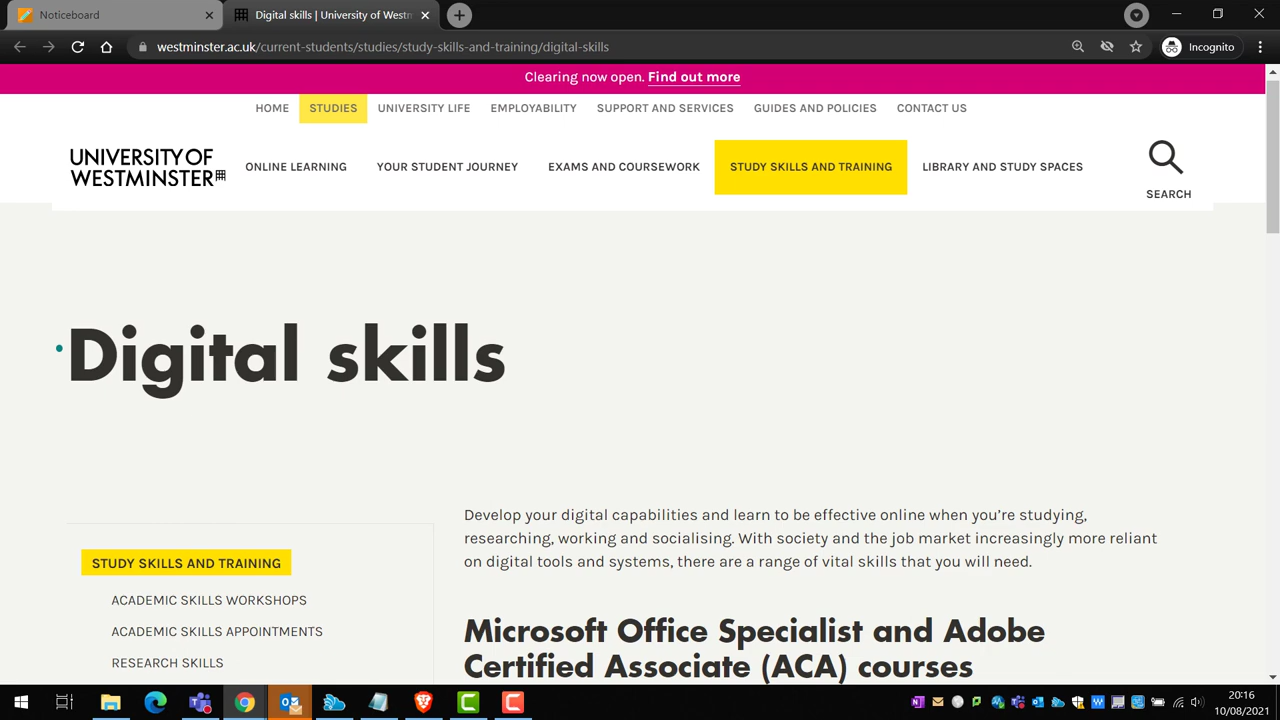 Noticeboard
Digital skills | University of Westm
westminster.ac.uk/current-students/studies/study-skills-and-training/digital-skills
Incognito
Clearing now open. Find out more
HOME STUDIES UNIVERSITY LIFE EMPLOYABILITY SUPPORT AND SERVICES GUIDES AND POLICIES CONTACT US
UNIVERSITY OF
WESTMINSTER
ONLINE LEARNING YOUR STUDENT JOURNEY EXAMS AND COURSEWORK STUDY SKILLS AND TRAINING LIBRARY AND STUDY SPACES
SEARCH
Digital skills
STUDY SKILLS AND TRAINING
ACADEMIC SKILLS WORKSHOPS
ACADEMIC SKILLS APPOINTMENTS
RESEARCH SKILLS
Develop your digital capabilities and learn to be effective online when you’re studying,
researching, working and socialising. With society and the job market increasingly more reliant
on digital tools and systems, there are a range of vital skills that you will need.
Microsoft Office Specialist and Adobe
Certified Associate (ACA) courses
20:16
10/08/2021